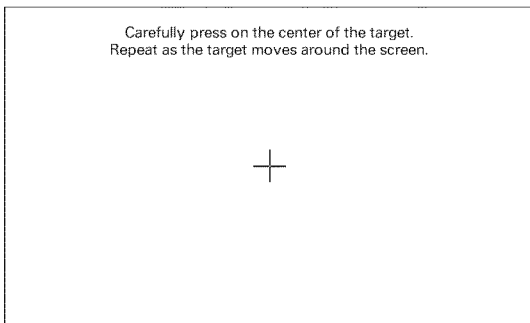 Carefully press on the center of the target.
Repeat as the target moves around the screen.